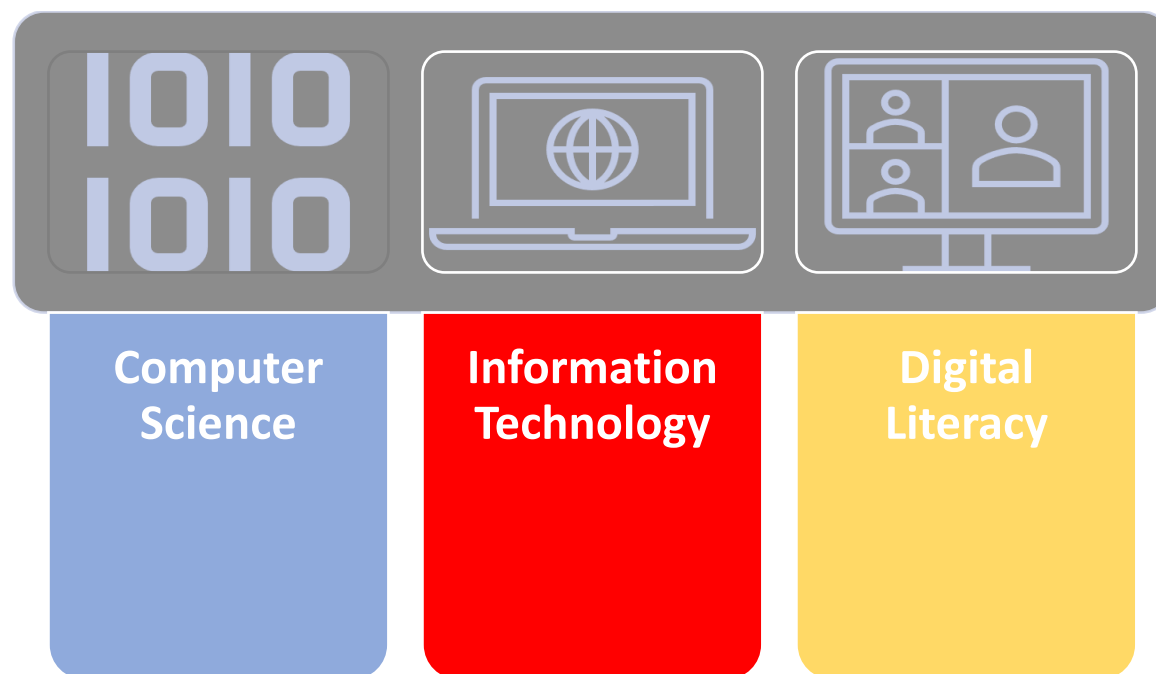 1010
1010
Computer
Science
Information
Technology
Digital
Literacy